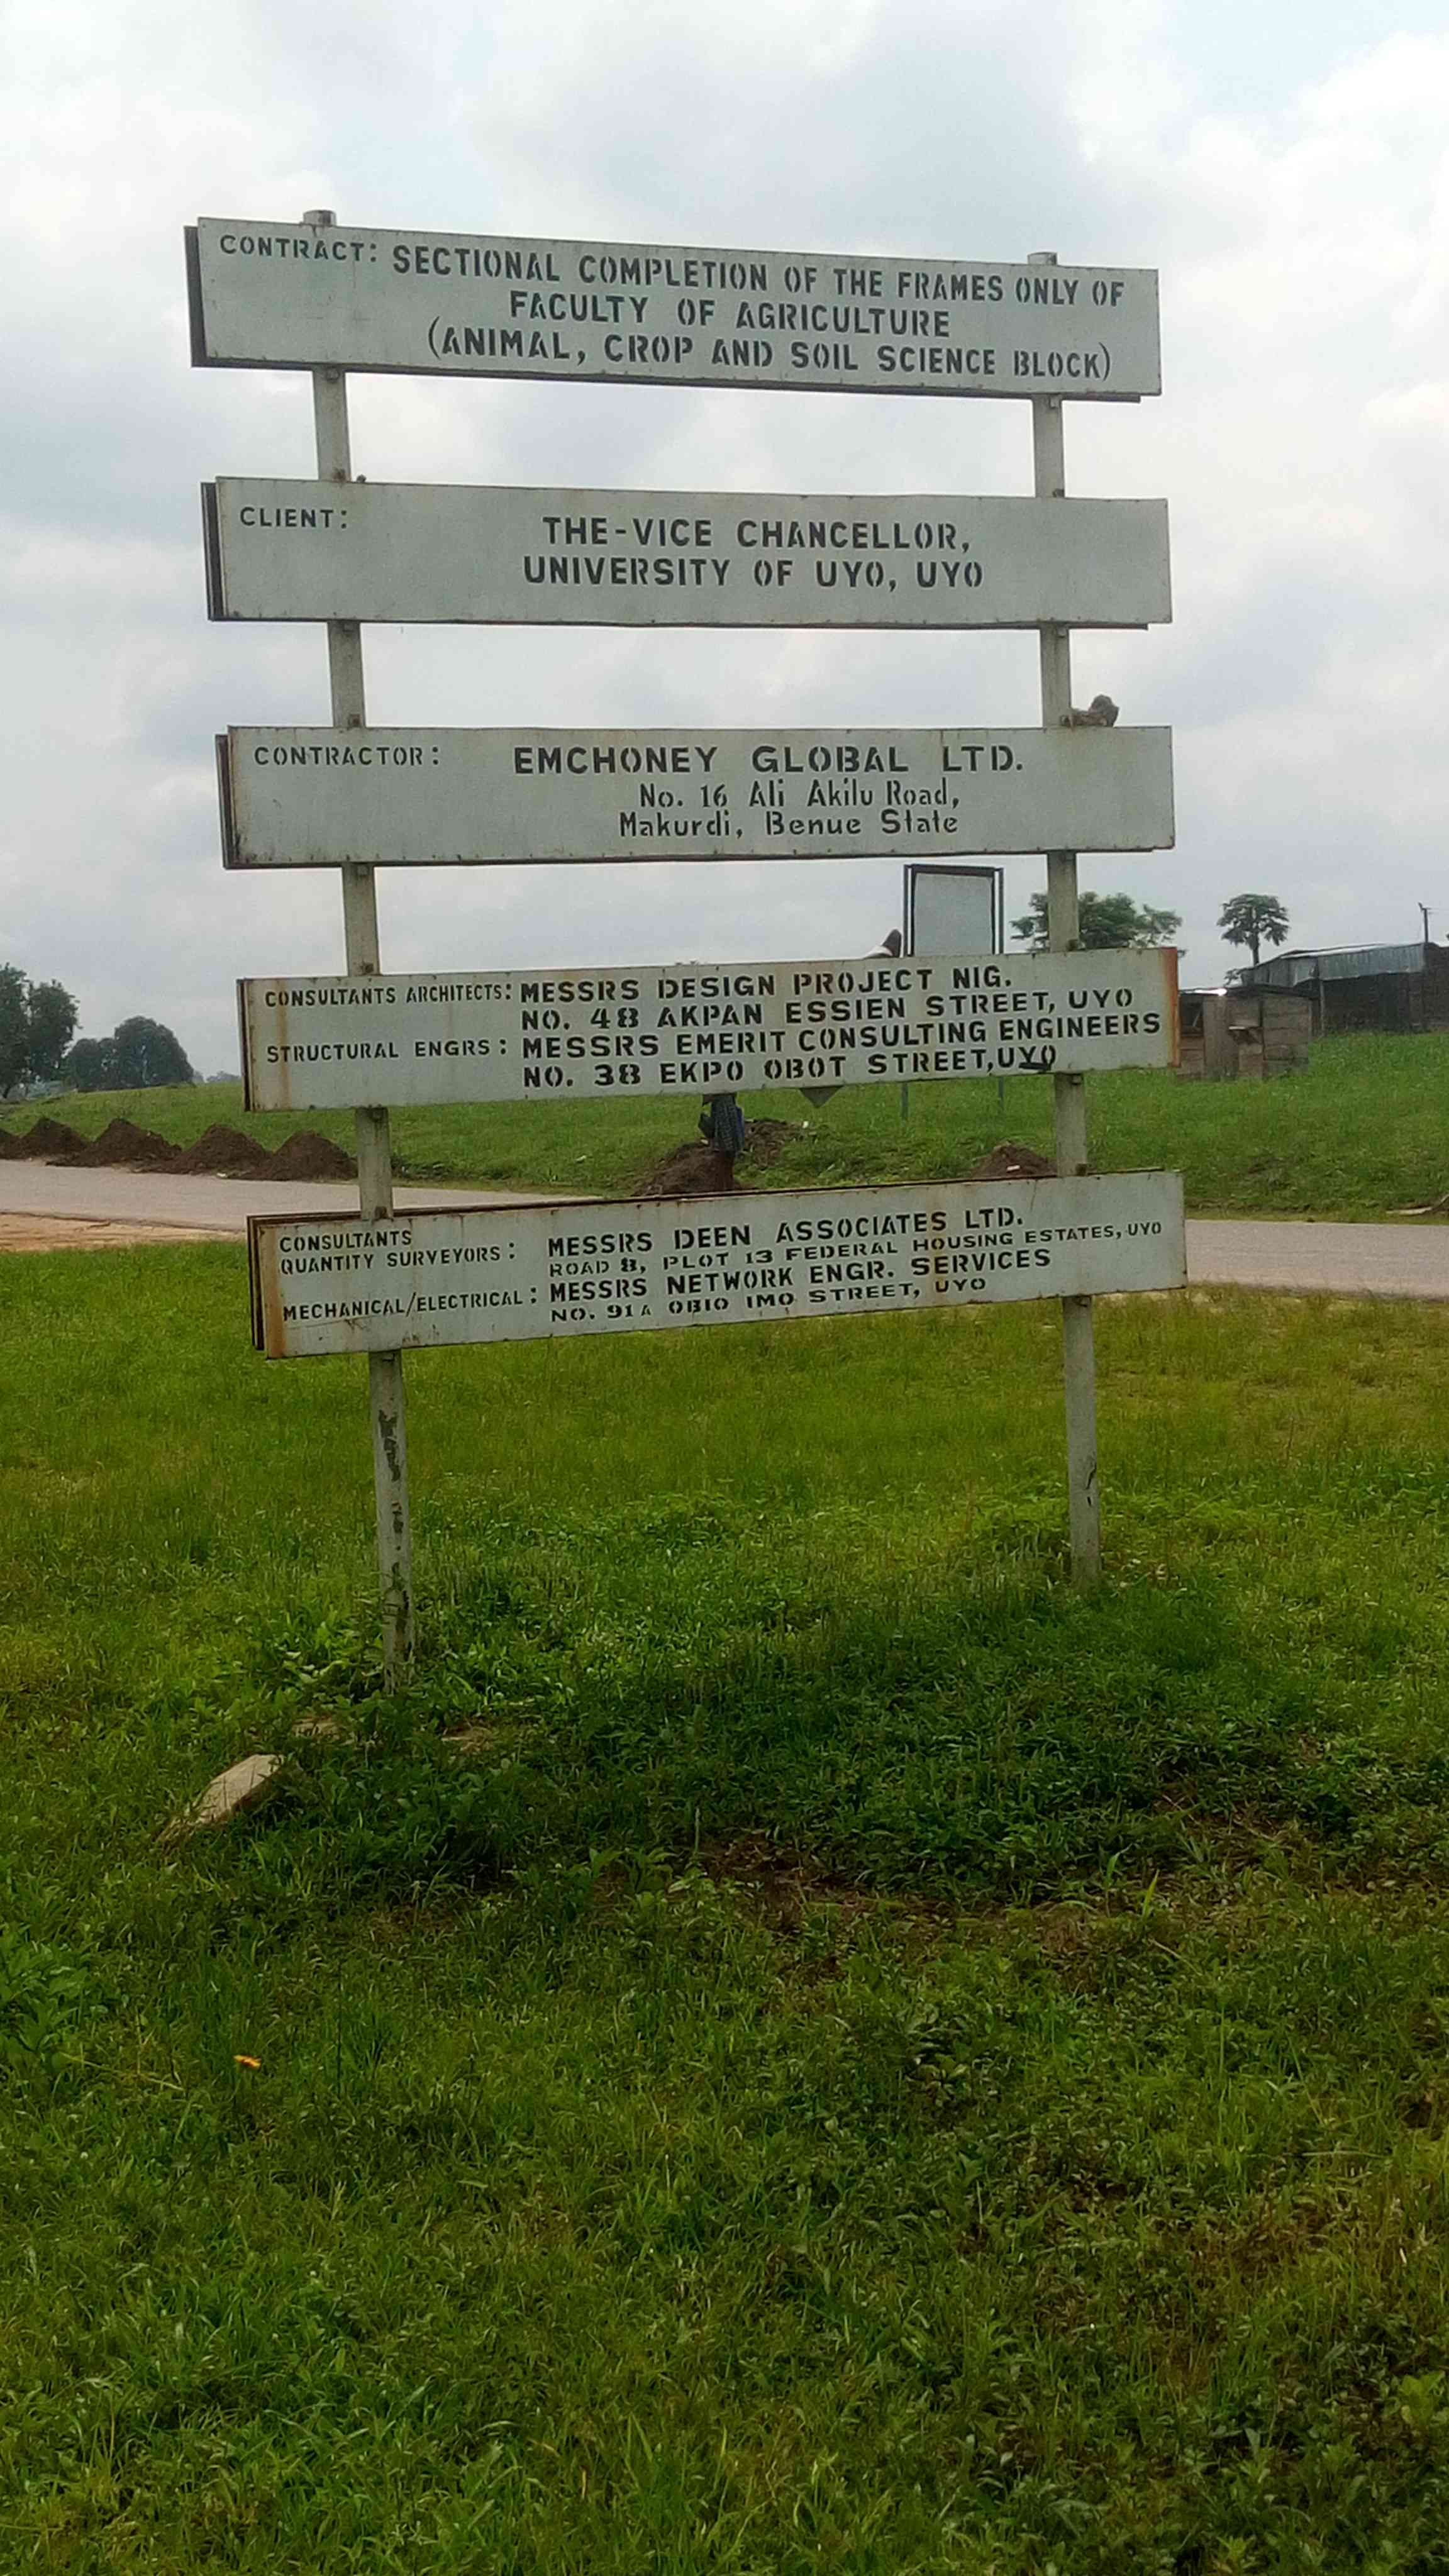 CONTRACT: SECTIONAL COMPLETION OF THE FRAMES ONLY OF
FACULTY OF AGRICULTURE
(ANIMAL, CROP AND SOIL SCIENCE BLOCK)
CLIENT: THE-VICE CHANCELLOR,
UNIVERSITY OF UYO, UYO
CONTRACTOR: EMCHONEY GLOBAL LTD.
No. 16 Ali Akilu Road,
Makurdi, Benue State
CONSULTANTS ARCHITECTS: MESSRS DESIGN PROJECT NIG.
NO. 48 AKPAN ESSIEN STREET, UYO
STRUCTURAL ENGRS: MESSRS EMERIT CONSULTING ENGINEERS
NO. 38 EKPO OBOT STREET, UYO
CONSULTANTS
QUANTITY SURVEYORS: MESSRS DEEN ASSOCIATES LTD.
ROAD 8, PLOT 13 FEDERAL HOUSING ESTATES, UYO
MECHANICAL/ELECTRICAL: MESSRS NETWORK ENGR. SERVICES
NO. 91A OBIO IMO STREET, UYO